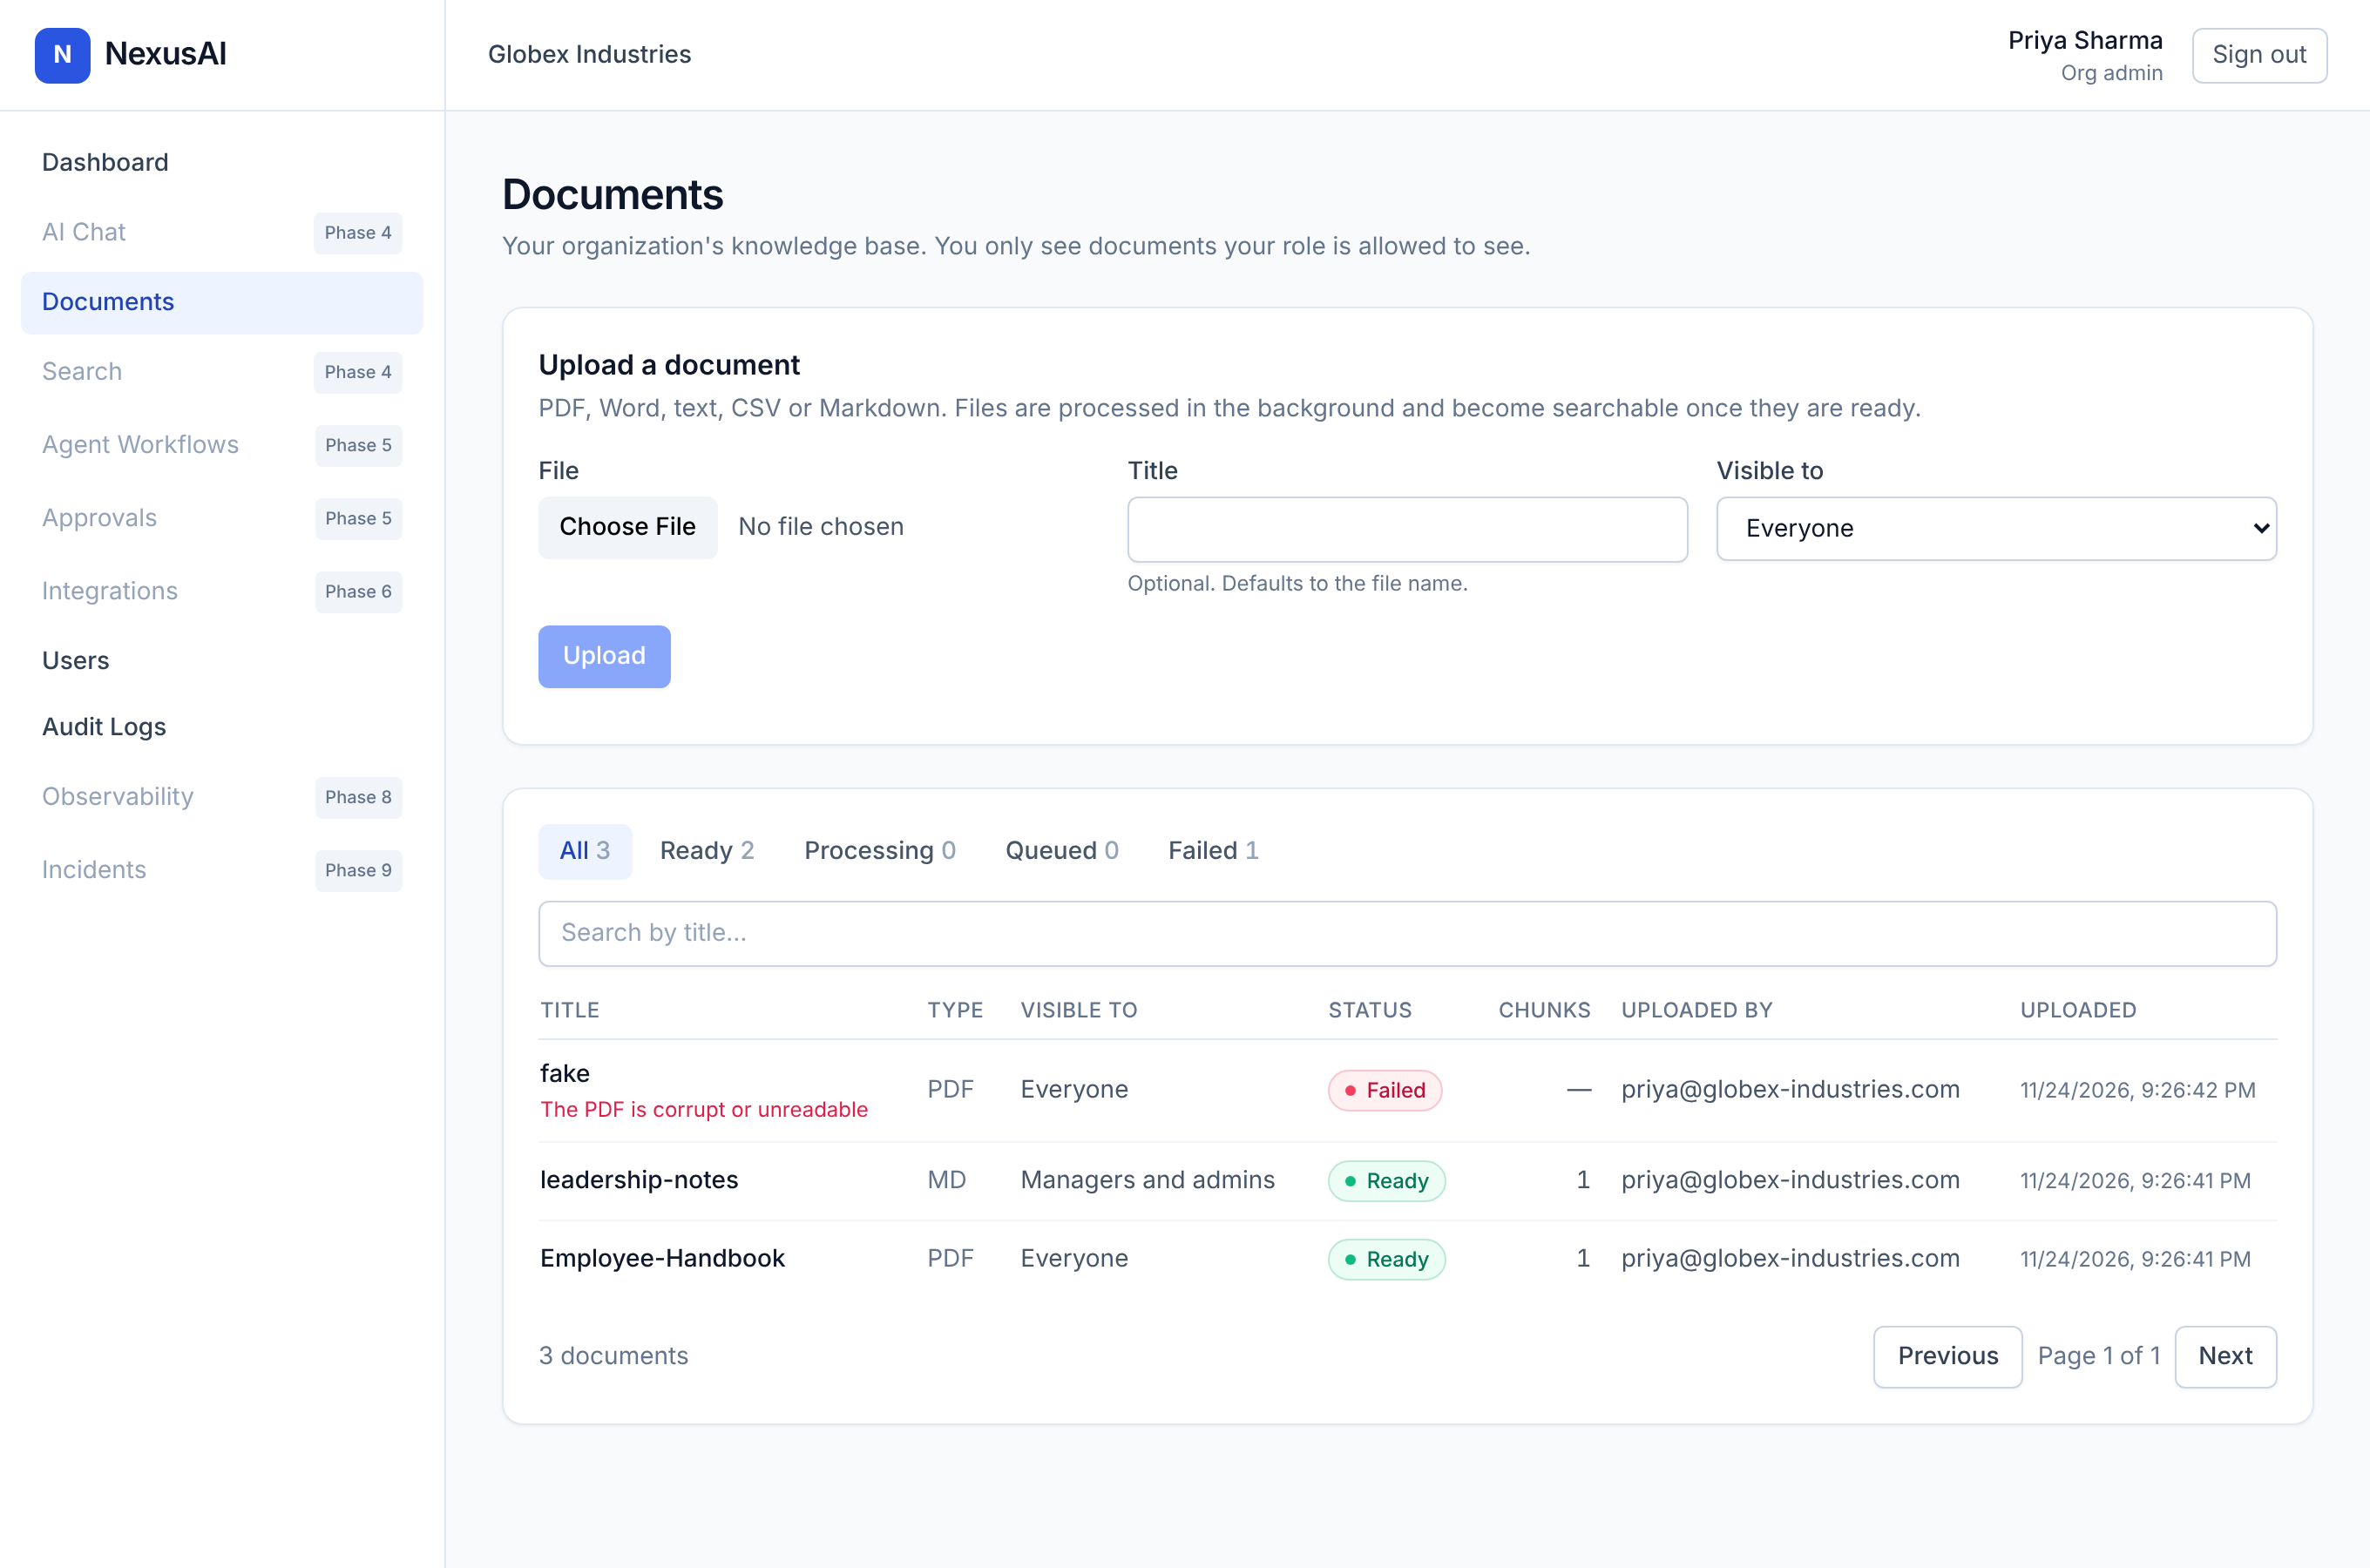 N NexusAI
Globex Industries
Priya Sharma
Org admin
Sign out
Dashboard
AI Chat Phase 4
Documents
Search Phase 4
Agent Workflows Phase 5
Approvals Phase 5
Integrations Phase 6
Users
Audit Logs
Observability Phase 8
Incidents Phase 9
Documents
Your organization's knowledge base. You only see documents your role is allowed to see.
Upload a document
PDF, Word, text, CSV or Markdown. Files are processed in the background and become searchable once they are ready.
File Title Visible to
Choose File No file chosen Everyone
Optional. Defaults to the file name.
Upload
All 3 Ready 2 Processing 0 Queued 0 Failed 1
Search by title...
TITLE TYPE VISIBLE TO STATUS CHUNKS UPLOADED BY UPLOADED
fake PDF Everyone Failed — priya@globex-industries.com 11/24/2026, 9:26:42 PM
The PDF is corrupt or unreadable
leadership-notes MD Managers and admins Ready 1 priya@globex-industries.com 11/24/2026, 9:26:41 PM
Employee-Handbook PDF Everyone Ready 1 priya@globex-industries.com 11/24/2026, 9:26:41 PM
3 documents Previous Page 1 of 1 Next